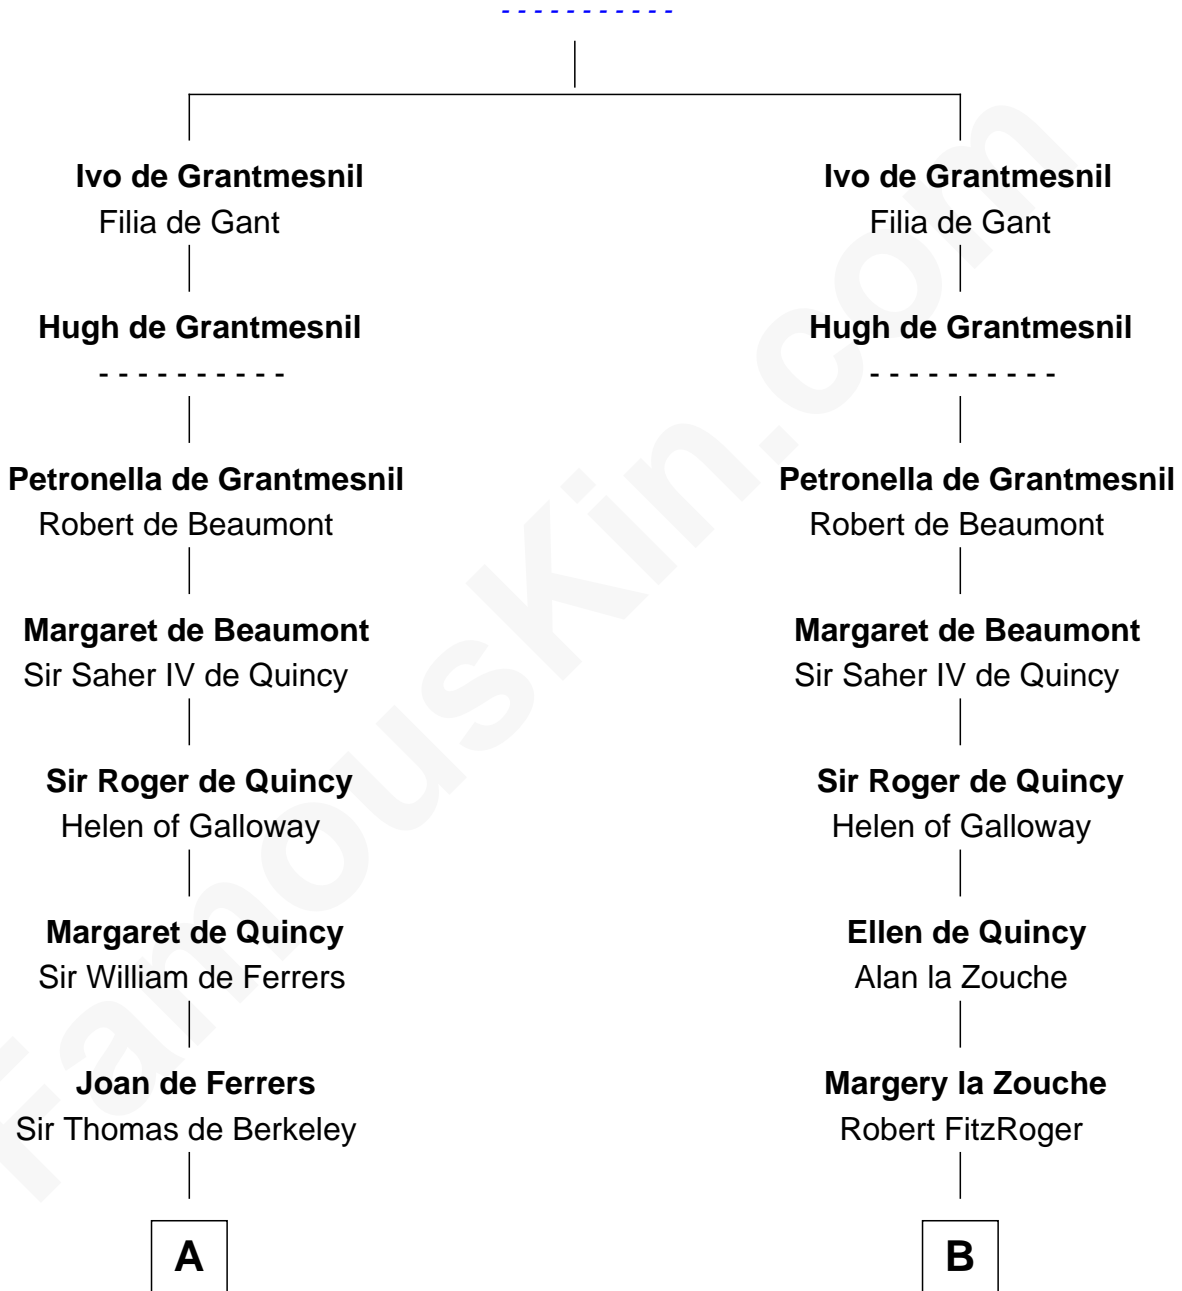 - - - - - - - - - - -
Ivo de Grantmesnil
Filia de Gant
Hugh de Grantmesnil
- - - - - - - - - -
Petronella de Grantmesnil
Robert de Beaumont
Margaret de Beaumont
Sir Saher IV de Quincy
Sir Roger de Quincy
Helen of Galloway
Margaret de Quincy
Sir William de Ferrers
Joan de Ferrers
Sir Thomas de Berkeley
A
Ivo de Grantmesnil
Filia de Gant
Hugh de Grantmesnil
- - - - - - - - - -
Petronella de Grantmesnil
Robert de Beaumont
Margaret de Beaumont
Sir Saher IV de Quincy
Sir Roger de Quincy
Helen of Galloway
Ellen de Quincy
Alan la Zouche
Margery la Zouche
Robert FitzRoger
B
FamousKin.com